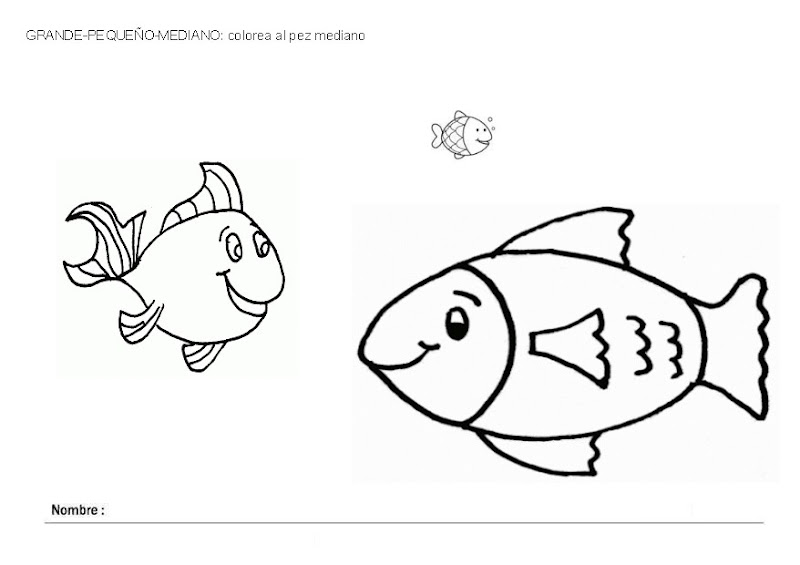 GRANDE-PEQUEÑO-MEDIANO: colorea al pez mediano
Nombre :